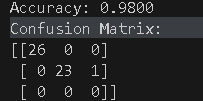 Accuracy: 0.9800
Confusion Matrix:
[[26  0  0]
 [ 0 23  1]
 [ 0  0  0]]